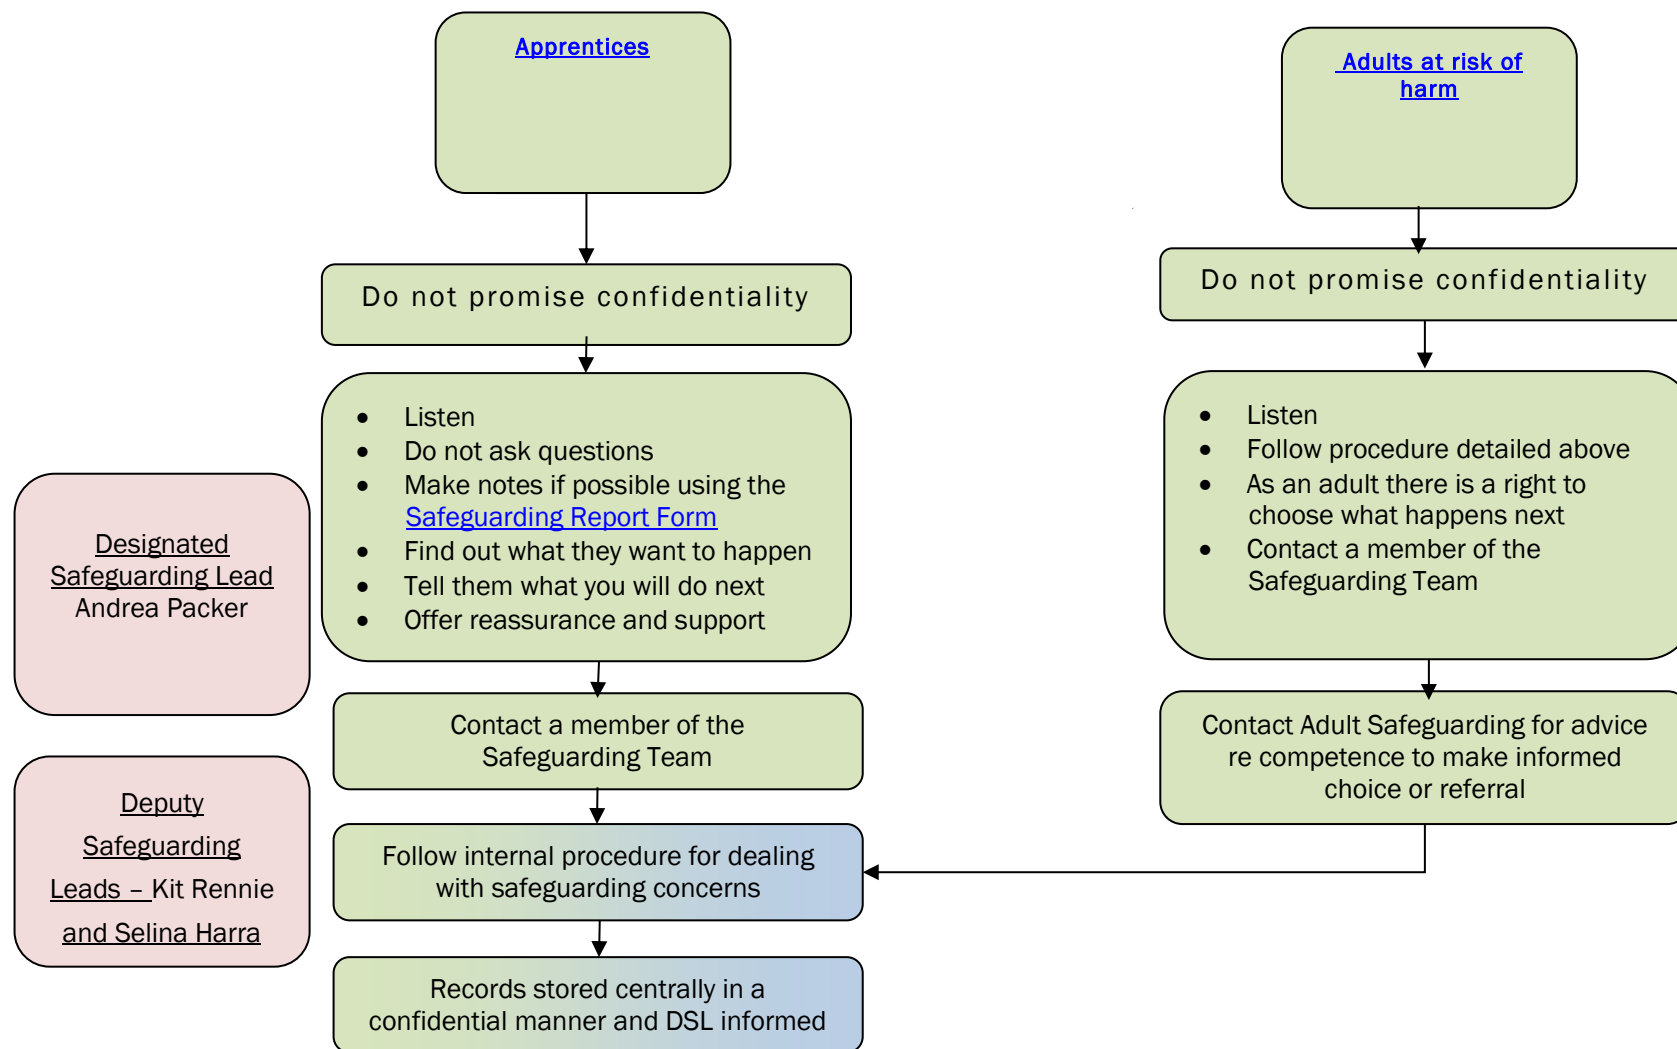 Apprentices
Adults at risk of
harm
Do not promise confidentiality
Do not promise confidentiality
• Listen
• Do not ask questions
• Make notes if possible using the
Safeguarding Report Form
• Find out what they want to happen
• Tell them what you will do next
• Offer reassurance and support
• Listen
• Follow procedure detailed above
• As an adult there is a right to
choose what happens next
• Contact a member of the
Safeguarding Team
Designated
Safeguarding Lead
Andrea Packer
Contact a member of the
Safeguarding Team
Contact Adult Safeguarding for advice
re competence to make informed
choice or referral
Deputy
Safeguarding
Leads – Kit Rennie
and Selina Harra
Follow internal procedure for dealing
with safeguarding concerns
Records stored centrally in a
confidential manner and DSL informed